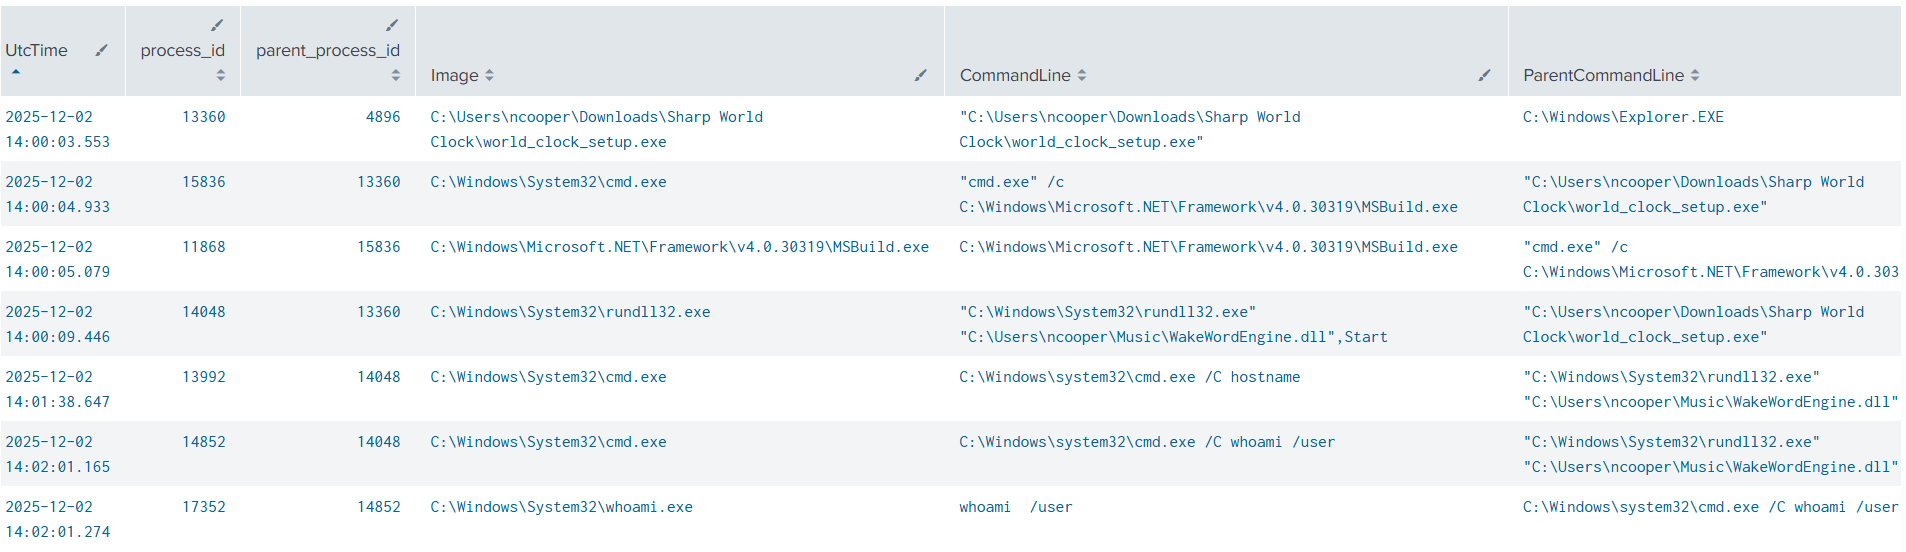 UtcTime process_id parent_process_id Image CommandLine ParentCommandLine
2025-12-02 13360 4896 C:\Users\ncooper\Downloads\Sharp World "C:\Users\ncooper\Downloads\Sharp World C:\Windows\Explorer.EXE
14:00:03.553 Clock\world_clock_setup.exe Clock\world_clock_setup.exe"
2025-12-02 15836 13360 C:\Windows\System32\cmd.exe "cmd.exe" /c "C:\Users\ncooper\Downloads\Sharp World
14:00:04.933 C:\Windows\Microsoft.NET\Framework\v4.0.30319\MSBuild.exe Clock\world_clock_setup.exe"
2025-12-02 11868 15836 C:\Windows\Microsoft.NET\Framework\v4.0.30319\MSBuild.exe C:\Windows\Microsoft.NET\Framework\v4.0.30319\MSBuild.exe "cmd.exe" /c
14:00:05.079 C:\Windows\Microsoft.NET\Framework\v4.0.303
2025-12-02 14048 13360 C:\Windows\System32\rundll32.exe "C:\Windows\System32\rundll32.exe" "C:\Users\ncooper\Downloads\Sharp World
14:00:09.446 "C:\Users\ncooper\Music\WakeWordEngine.dll",Start Clock\world_clock_setup.exe"
2025-12-02 13992 14048 C:\Windows\System32\cmd.exe C:\Windows\system32\cmd.exe /C hostname "C:\Windows\System32\rundll32.exe"
14:01:38.647 "C:\Users\ncooper\Music\WakeWordEngine.dll"
2025-12-02 14852 14048 C:\Windows\System32\cmd.exe C:\Windows\system32\cmd.exe /C whoami /user "C:\Windows\System32\rundll32.exe"
14:02:01.165 "C:\Users\ncooper\Music\WakeWordEngine.dll"
2025-12-02 17352 14852 C:\Windows\System32\whoami.exe whoami  /user C:\Windows\system32\cmd.exe /C whoami /user
14:02:01.274